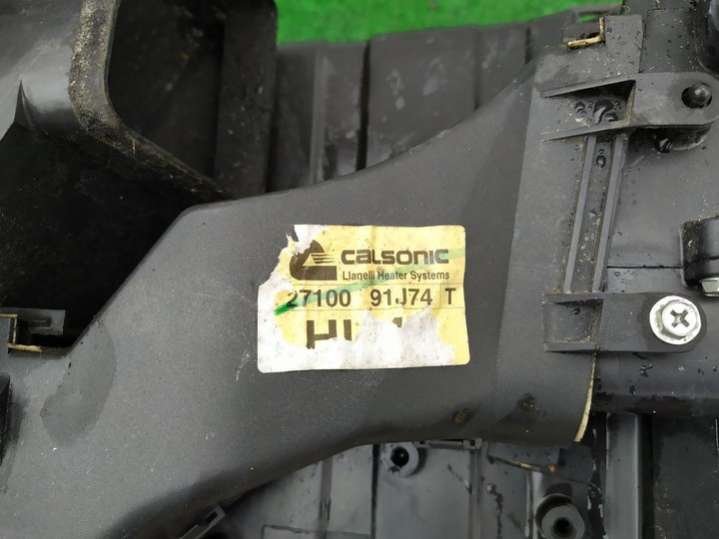 CALSONIC
Llanelli Heater Systems
27100 91J74 T